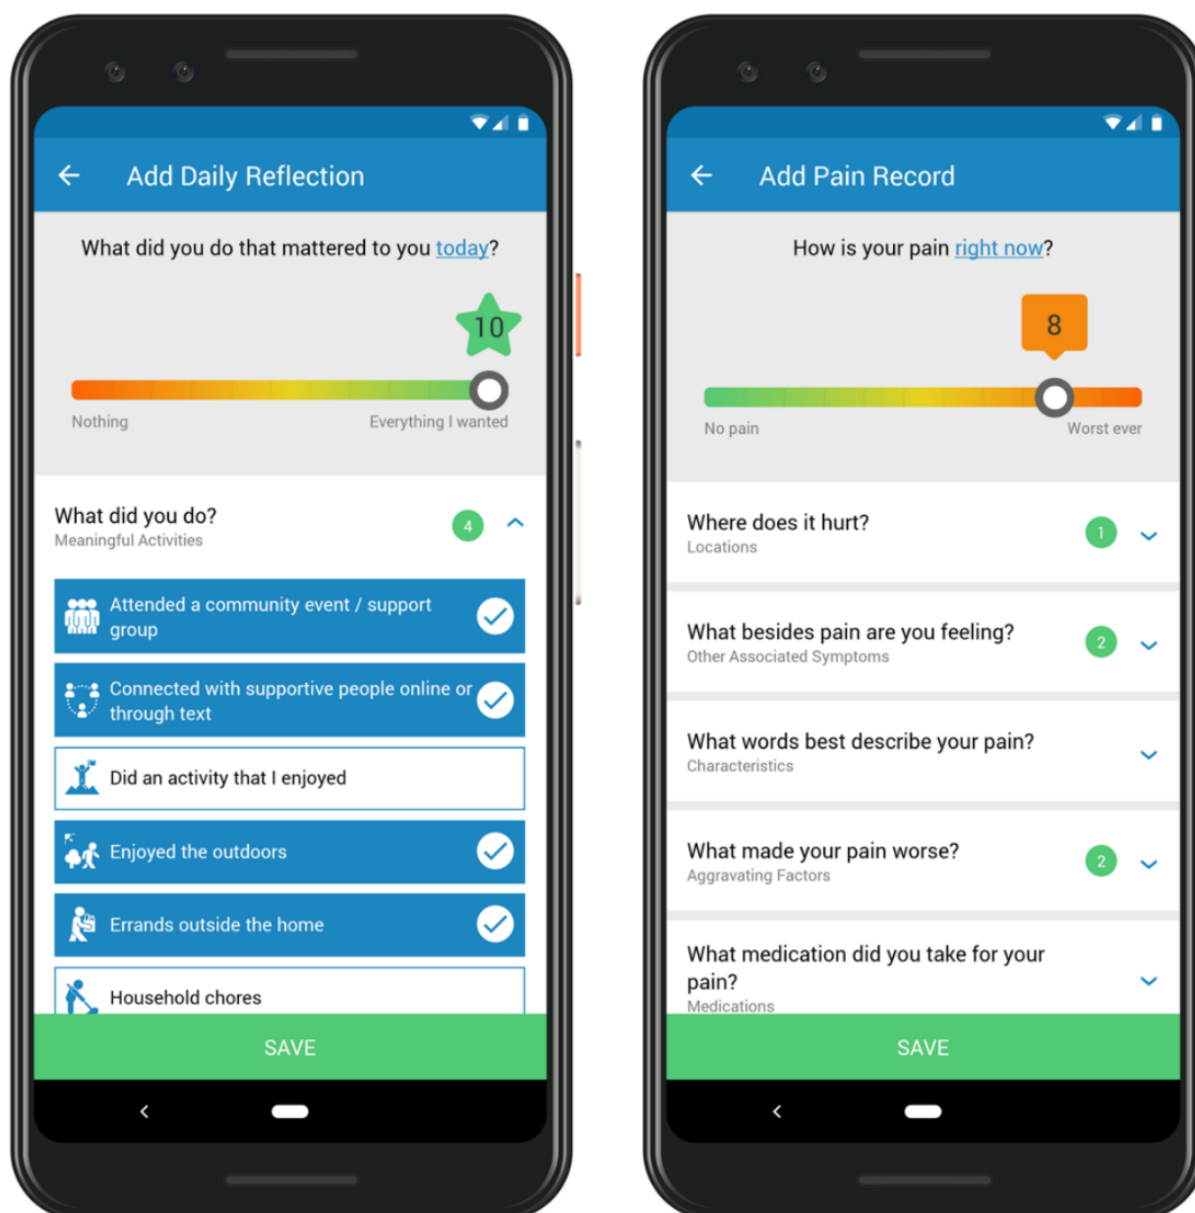 Add Daily Reflection
What did you do that mattered to you today?
10
Nothing
Everything I wanted
What did you do?
Meaningful Activities
4
Attended a community event / support
group
Connected with supportive people online or
through text
Did an activity that I enjoyed
Enjoyed the outdoors
Errands outside the home
Household chores
SAVE
Add Pain Record
How is your pain right now?
8
No pain
Worst ever
Where does it hurt?
Locations
1
What besides pain are you feeling?
Other Associated Symptoms
2
What words best describe your pain?
Characteristics
What made your pain worse?
Aggravating Factors
2
What medication did you take for your
pain?
Medications
SAVE